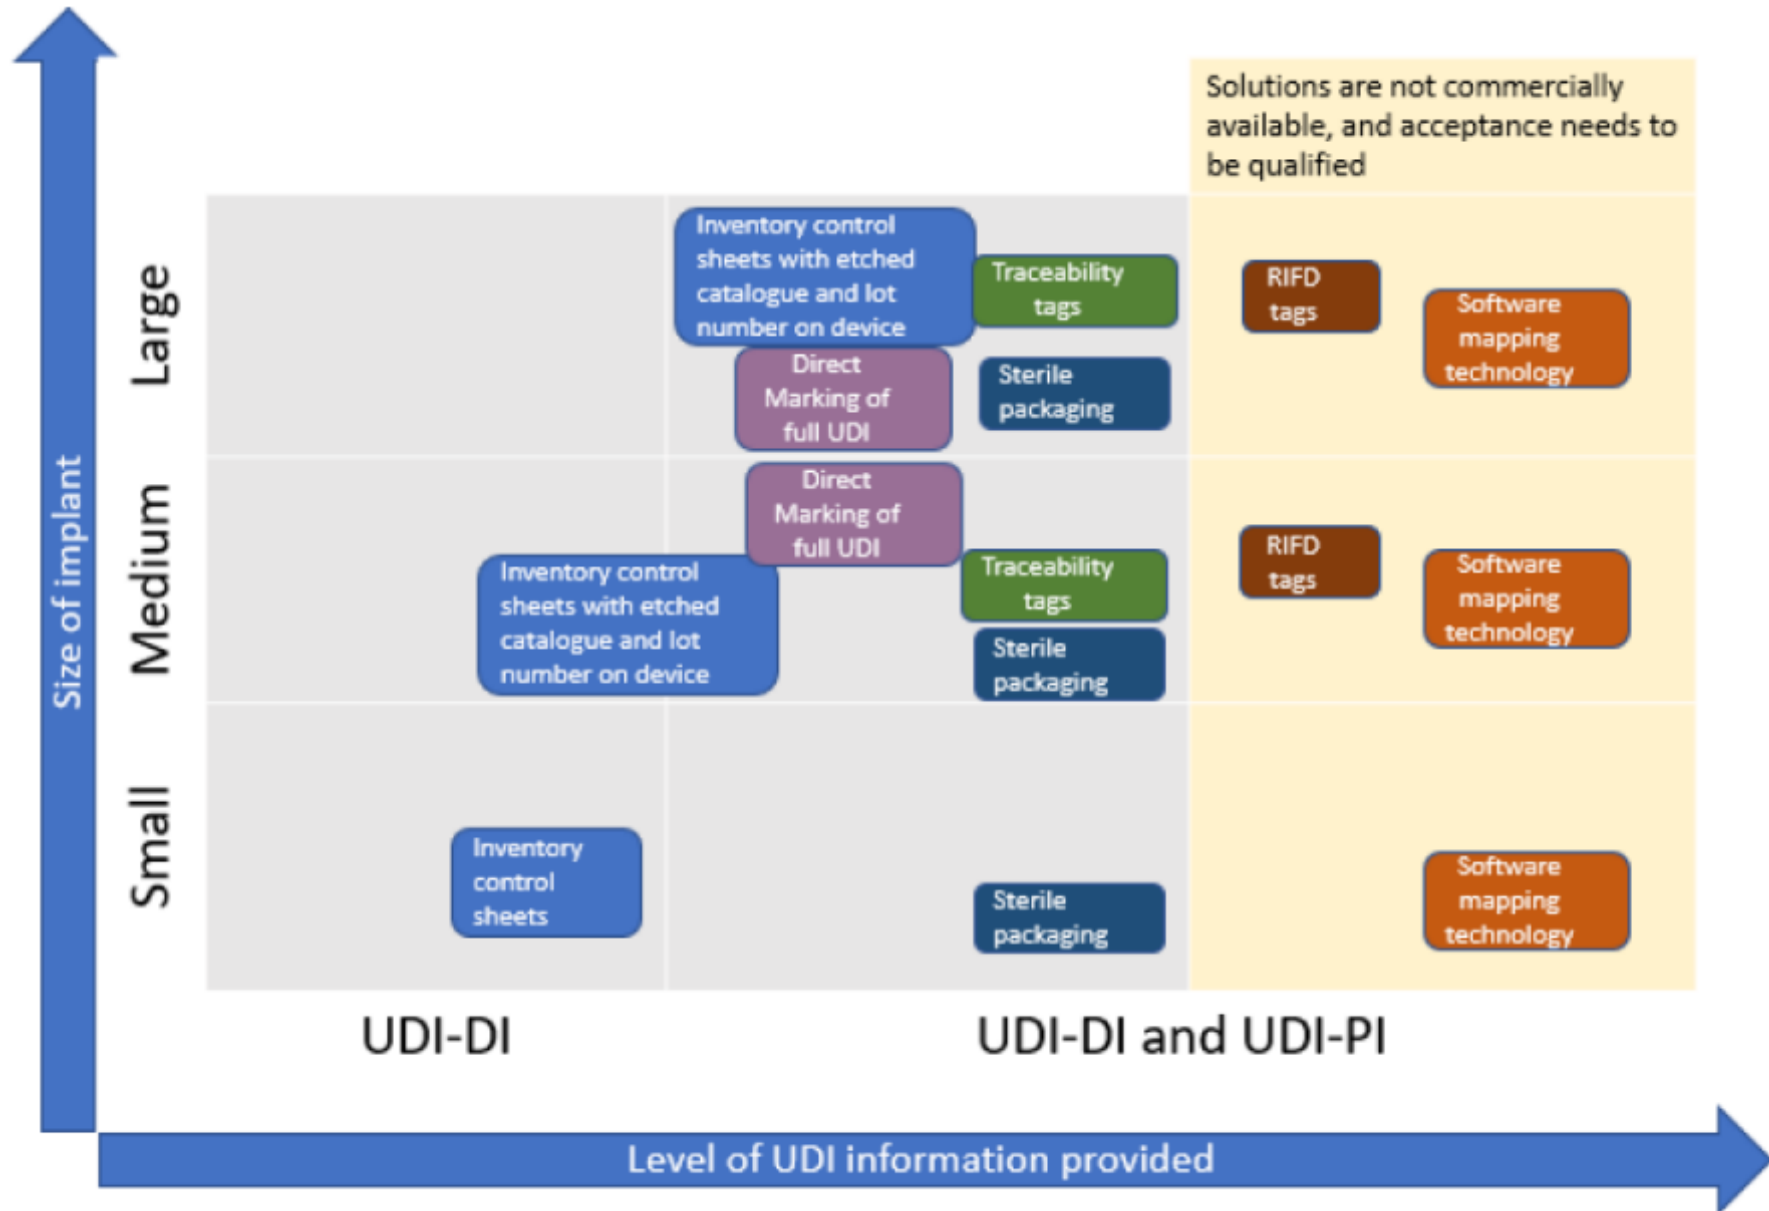 Solutions are not commercially
available, and acceptance needs to
be qualified
Size of implant
Large
Inventory control
sheets with etched
catalogue and lot
number on device
Traceability
tags
Direct
Marking of
full UDI
Sterile
packaging
RIFD
tags
Software
mapping
technology
Medium
Direct
Marking of
full UDI
Inventory control
sheets with etched
catalogue and lot
number on device
Traceability
tags
Sterile
packaging
RIFD
tags
Software
mapping
technology
Small
Inventory
control
sheets
Sterile
packaging
Software
mapping
technology
UDI-DI
UDI-DI and UDI-PI
Level of UDI information provided